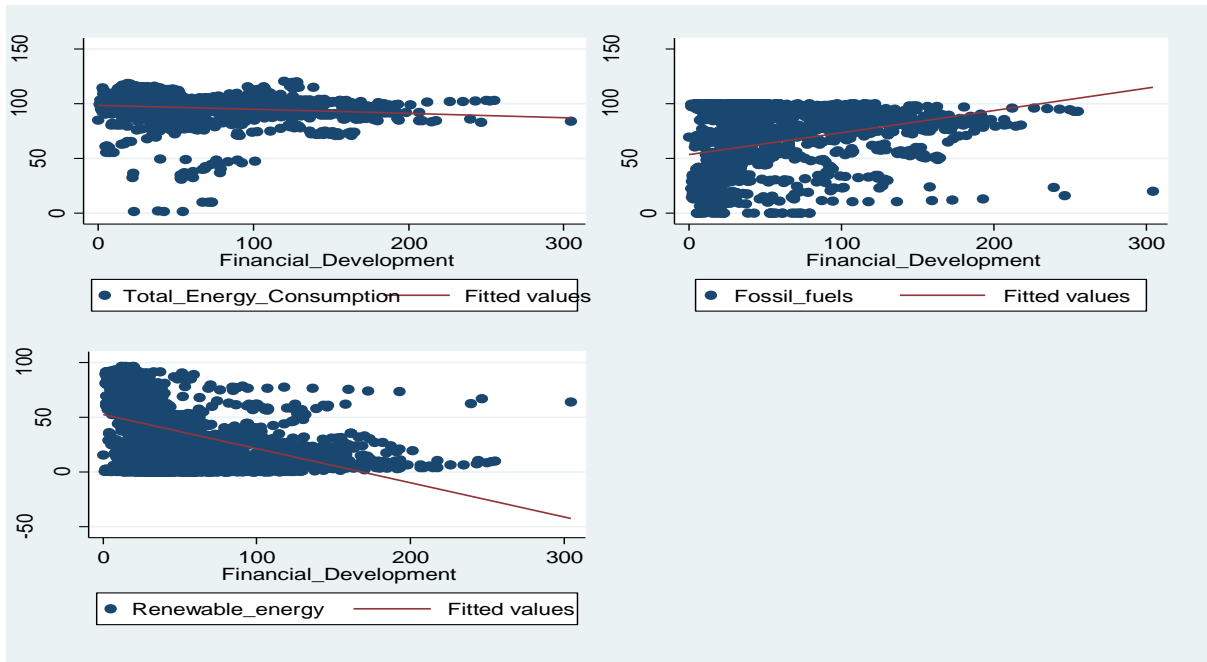 150
100
50
0
0 100 200 300
Financial_Development
Total_Energy_Consumption Fitted values
150
100
50
0
0 100 200 300
Financial_Development
Fossil_fuels Fitted values
100
50
0
-50
0 100 200 300
Financial_Development
Renewable_energy Fitted values